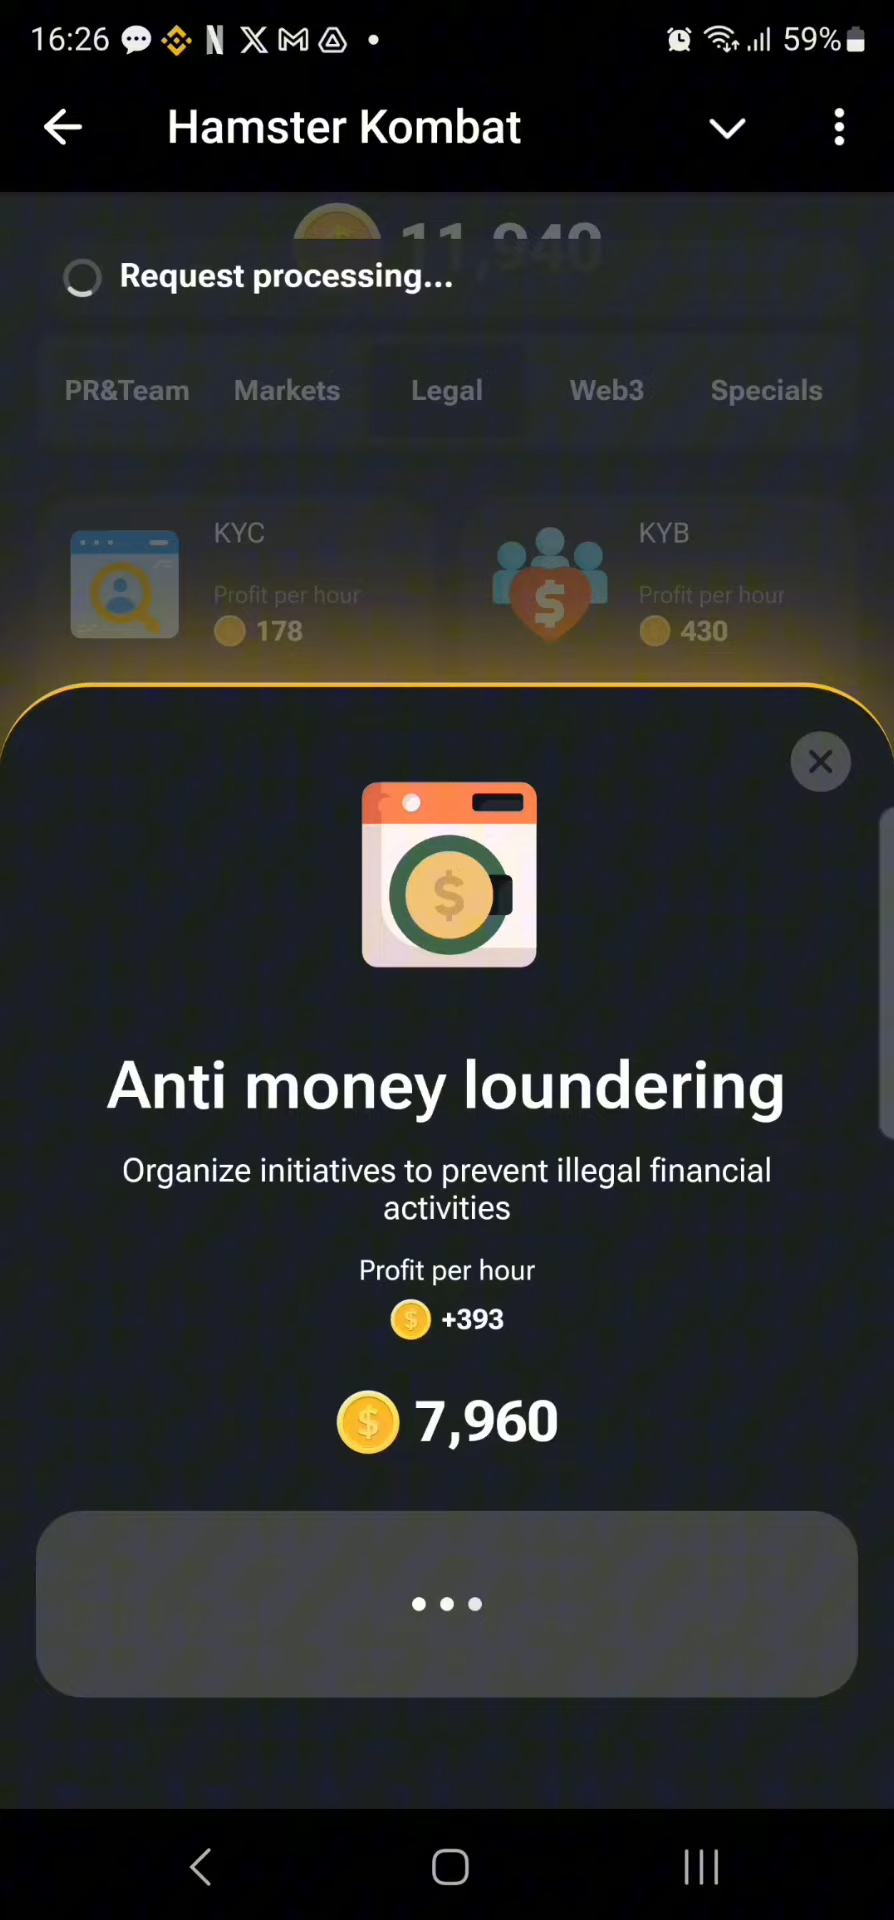 16:26
59%
Hamster Kombat
11,940
Request processing...
PR&Team Markets Legal Web3 Specials
KYC
Profit per hour
178
KYB
Profit per hour
430
Anti money loundering
Organize initiatives to prevent illegal financial
activities
Profit per hour
+393
7,960